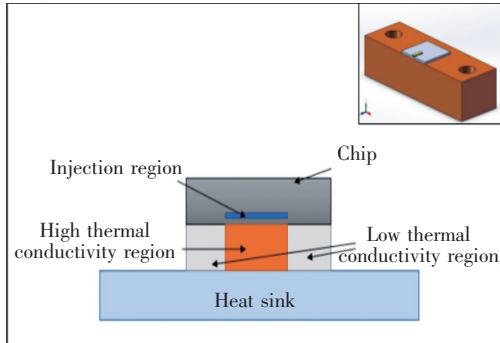 Chip
Injection region
High thermal
conductivity region
Low thermal
conductivity region
Heat sink